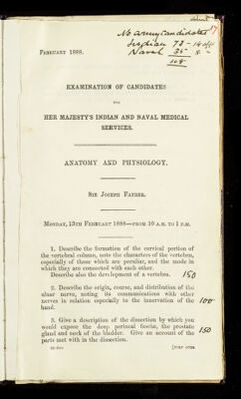 No army candidates
Indian 73 - 14 off
Naval 35 8
108
FEBRUARY 1888.
EXAMINATION OF CANDIDATES
FOR
HER MAJESTY'S INDIAN AND NAVAL MEDICAL
SERVICES.
ANATOMY AND PHYSIOLOGY.
SIR JOSEPH FAYRER.
MONDAY, 13TH FEBRUARY 1888—FROM 10 A.M. TO 1 P.M.
1. Describe the formation of the cervical portion of
the vertebral column, note the characters of the vertebræ,
especially of those which are peculiar, and the mode in
which they are connected with each other.
Describe also the development of a vertebra. 150
2. Describe the origin, course, and distribution of the
ulnar nerve, noting its communications with other
nerves in relation especially to the innervation of the 100
hand.
3. Give a description of the dissection by which you
would expose the deep perineal fasciæ, the prostate 150
gland and neck of the bladder. Give an account of the
parts met with in the dissection.
[TURN OVER.